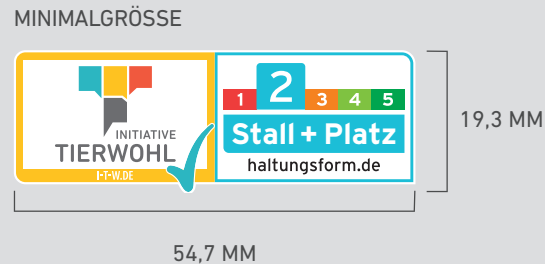 MINIMALGRÖSSE
INITIATIVE
TIERWOHL
I-T-W.DE
1 2 3 4 5
Stall + Platz
haltungsform.de
19,3 MM
54,7 MM